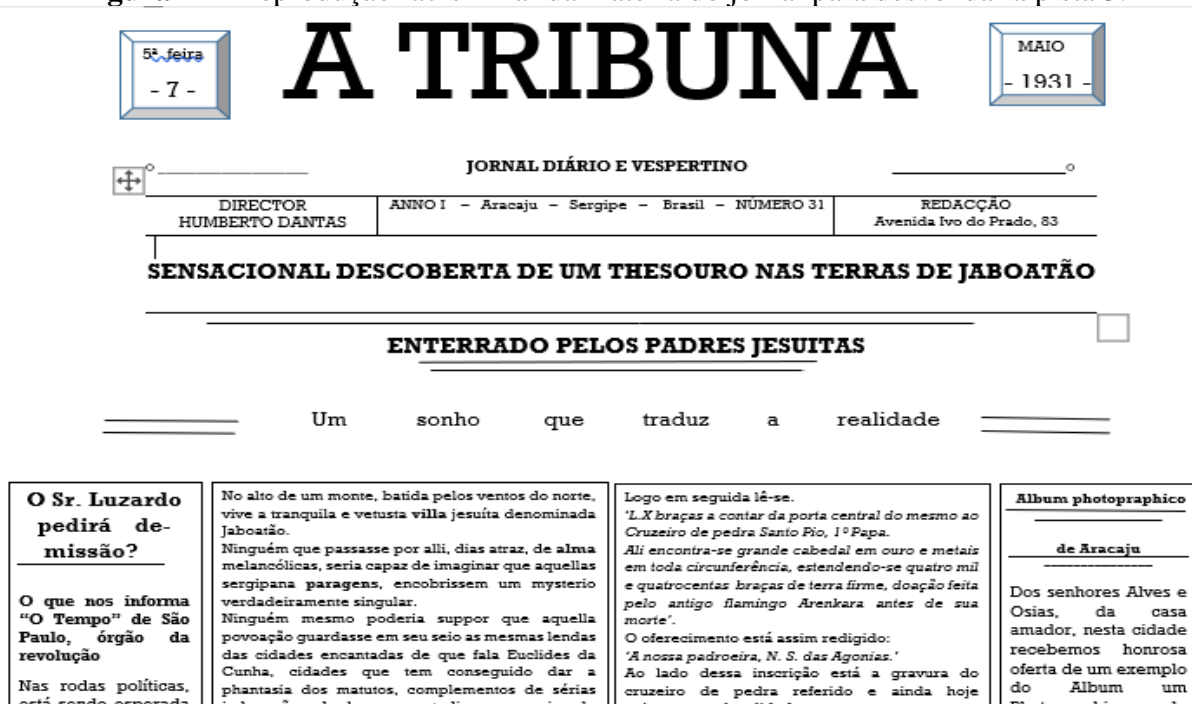 5ª feira
- 7 -
A TRIBUNA
MAIO
- 1931 -
JORNAL DIÁRIO E VESPERTINO
DIRECTOR
HUMBERTO DANTAS
ANNO I – Aracaju – Sergipe – Brasil – NÚMERO 31
REDACÇÃO
Avenida Ivo do Prado, 83
SENSACIONAL DESCOBERTA DE UM THESOURO NAS TERRAS DE JABOATÃO
ENTERRADO PELOS PADRES JESUITAS
Um sonho que traduz a realidade
O Sr. Luzardo
pedirá de-
missão?
O que nos informa
“O Tempo” de São
Paulo, órgão da
revolução
Nas rodas políticas,
está sendo esperada
No alto de um monte, batida pelos ventos do norte,
vive a tranquila e vetusta villa jesuíta denominada
Jaboatão.
Ninguém que passasse por alli, dias atraz, de alma
melancólicas, seria capaz de imaginar que aquellas
sergipana paragens, encobrissem um mysterio
verdadeiramente singular.
Ninguém mesmo poderia suppor que aquella
povoação guardasse em seu seio as mesmas lendas
das cidades encantadas de que fala Euclides da
Cunha, cidades que tem conseguido dar a
phantasia dos matutos, complementos de sérias
Logo em seguida lê-se.
'L.X braças a contar da porta central do mesmo ao
Cruzeiro de pedra Santo Pio, 1º Papa.
Ali encontra-se grande cabedal em ouro e metais
em toda circunferência, estendendo-se quatro mil
e quatrocentas braças de terra firme, doação feita
pelo antigo flamingo Arenkara antes de sua
morte'.
O oferecimento está assim redigido:
'A nossa padroeira, N. S. das Agonias.'
Ao lado dessa inscrição está a gravura do
cruzeiro de pedra referido e ainda hoje
Album photopraphico
de Aracaju
Dos senhores Alves e
Osias, da casa
amador, nesta cidade
recebemos honrosa
oferta de um exemplo
do Album um